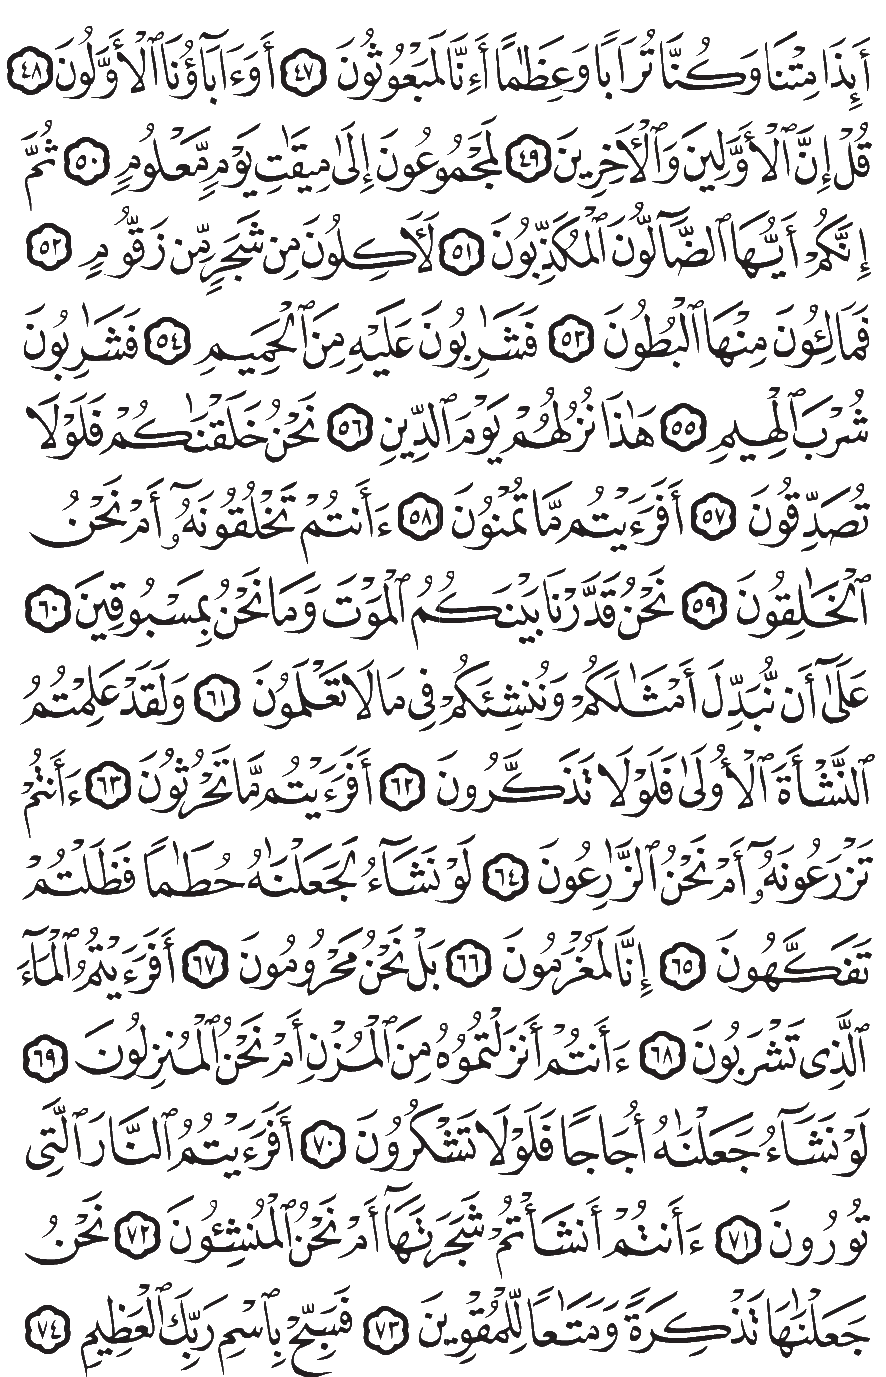 أَئِذَا مِتْنَا وَكُنَّا تُرَابًا وَعِظَٰمًا أَءِنَّا لَمَبْعُوثُونَ ٤٧ أَوَءَابَآؤُنَا ٱلْأَوَّلُونَ ٤٨
قُلْ إِنَّ ٱلْأَوَّلِينَ وَٱلْأَخِرِينَ ٤٩ لَمَجْمُوعُونَ إِلَىٰ مِيقَٰتِ يَوْمٍ مَّعْلُومٍ ٥٠ ثُمَّ
إِنَّكُمْ أَيُّهَا ٱلضَّآلُّونَ ٱلْمُكَذِّبُونَ ٥١ لَأَكِلُونَ مِن شَجَرٍ مِّن زَقُّومٍ ٥٢
فَمَالِـُٔونَ مِنْهَا ٱلْبُطُونَ ٥٣ فَشَٰرِبُونَ عَلَيْهِ مِنَ ٱلْحَمِيمِ ٥٤ فَشَٰرِبُونَ
شُرْبَ ٱلْهِيمِ ٥٥ هَٰذَا نُزُلُهُمْ يَوْمَ ٱلدِّينِ ٥٦ نَحْنُ خَلَقْنَٰكُمْ فَلَوْلَا
تُصَدِّقُونَ ٥٧ أَفَرَءَيْتُم مَّا تُمْنُونَ ٥٨ ءَأَنتُمْ تَخْلُقُونَهُۥٓ أَمْ نَحْنُ
ٱلْخَٰلِقُونَ ٥٩ نَحْنُ قَدَّرْنَا بَيْنَكُمُ ٱلْمَوْتَ وَمَا نَحْنُ بِمَسْبُوقِينَ ٦٠
عَلَىٰٓ أَن نُّبَدِّلَ أَمْثَٰلَكُمْ وَنُنشِئَكُمْ فِى مَا لَا تَعْلَمُونَ ٦١ وَلَقَدْ عَلِمْتُمُ
ٱلنَّشْأَةَ ٱلْأُولَىٰ فَلَوْلَا تَذَكَّرُونَ ٦٢ أَفَرَءَيْتُم مَّا تَحْرُثُونَ ٦٣ ءَأَنتُمْ
تَزْرَعُونَهُۥٓ أَمْ نَحْنُ ٱلزَّٰرِعُونَ ٦٤ لَوْ نَشَآءُ لَجَعَلْنَٰهُ حُطَٰمًا فَظَلْتُمْ
تَفَكَّهُونَ ٦٥ إِنَّا لَمُغْرَمُونَ ٦٦ بَلْ نَحْنُ مَحْرُومُونَ ٦٧ أَفَرَءَيْتُمُ ٱلْمَآءَ
ٱلَّذِى تَشْرَبُونَ ٦٨ ءَأَنتُمْ أَنزَلْتُمُوهُ مِنَ ٱلْمُزْنِ أَمْ نَحْنُ ٱلْمُنزِلُونَ ٦٩
لَوْ نَشَآءُ جَعَلْنَٰهُ أُجَاجًا فَلَوْلَا تَشْكُرُونَ ٧٠ أَفَرَءَيْتُمُ ٱلنَّارَ ٱلَّتِى
تُورُونَ ٧١ ءَأَنتُمْ أَنشَأْتُمْ شَجَرَتَهَآ أَمْ نَحْنُ ٱلْمُنشِـُٔونَ ٧٢ نَحْنُ
جَعَلْنَٰهَا تَذْكِرَةً وَمَتَٰعًا لِّلْمُقْوِينَ ٧٣ فَسَبِّحْ بِٱسْمِ رَبِّكَ ٱلْعَظِيمِ ٧٤